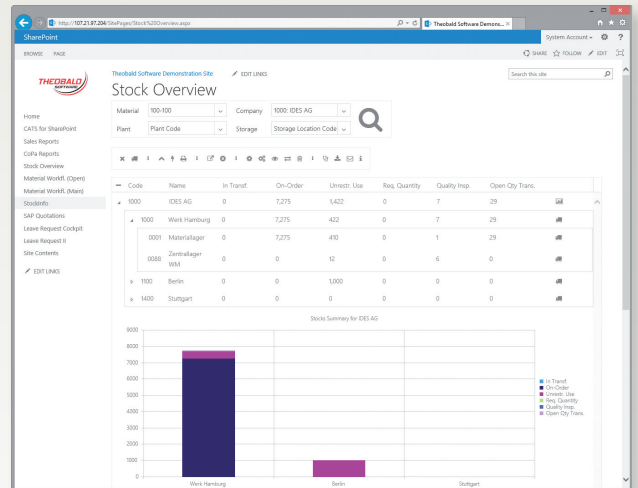 http://107.21.87.204/SitePages/Stock%20Overview.aspx
Theobald Software Demons...
SharePoint
System Account
?
BROWSE PAGE
SHARE FOLLOW EDIT
THEOBALD
SOFTWARE
Theobald Software Demonstration Site
EDIT LINKS
Search this site
Stock Overview
Material 100-100 Company 1000: IDES AG
Plant Plant Code Storage Storage Location Code
Home
CATS for SharePoint
Sales Reports
CoPa Reports
Stock Overview
Material Workfl. (Open)
Material Workfl. (Main)
StockInfo
SAP Quotations
Leave Request Cockpit
Leave Request II
Site Contents
EDIT LINKS
Code Name In Transf. On-Order Unrestr. Use Req. Quantity Quality Insp. Open Qty Trans.
1000 IDES AG 0 7,275 1,422 0 7 29
1000 Werk Hamburg 0 7,275 422 0 7 29
0001 Materiallager 0 7,275 410 0 1 29
0088 Zentrallager WM 0 0 12 0 6 0
1100 Berlin 0 0 1,000 0 0 0
1400 Stuttgart 0 0 0 0 0 0
Stocks Summary for IDES AG
9000
8000
7000
6000
5000
4000
3000
2000
1000
0
Werk Hamburg Berlin Stuttgart
In Transf.
On-Order
Unrestr. Use
Req. Quantity
Quality Insp.
Open Qty Trans.